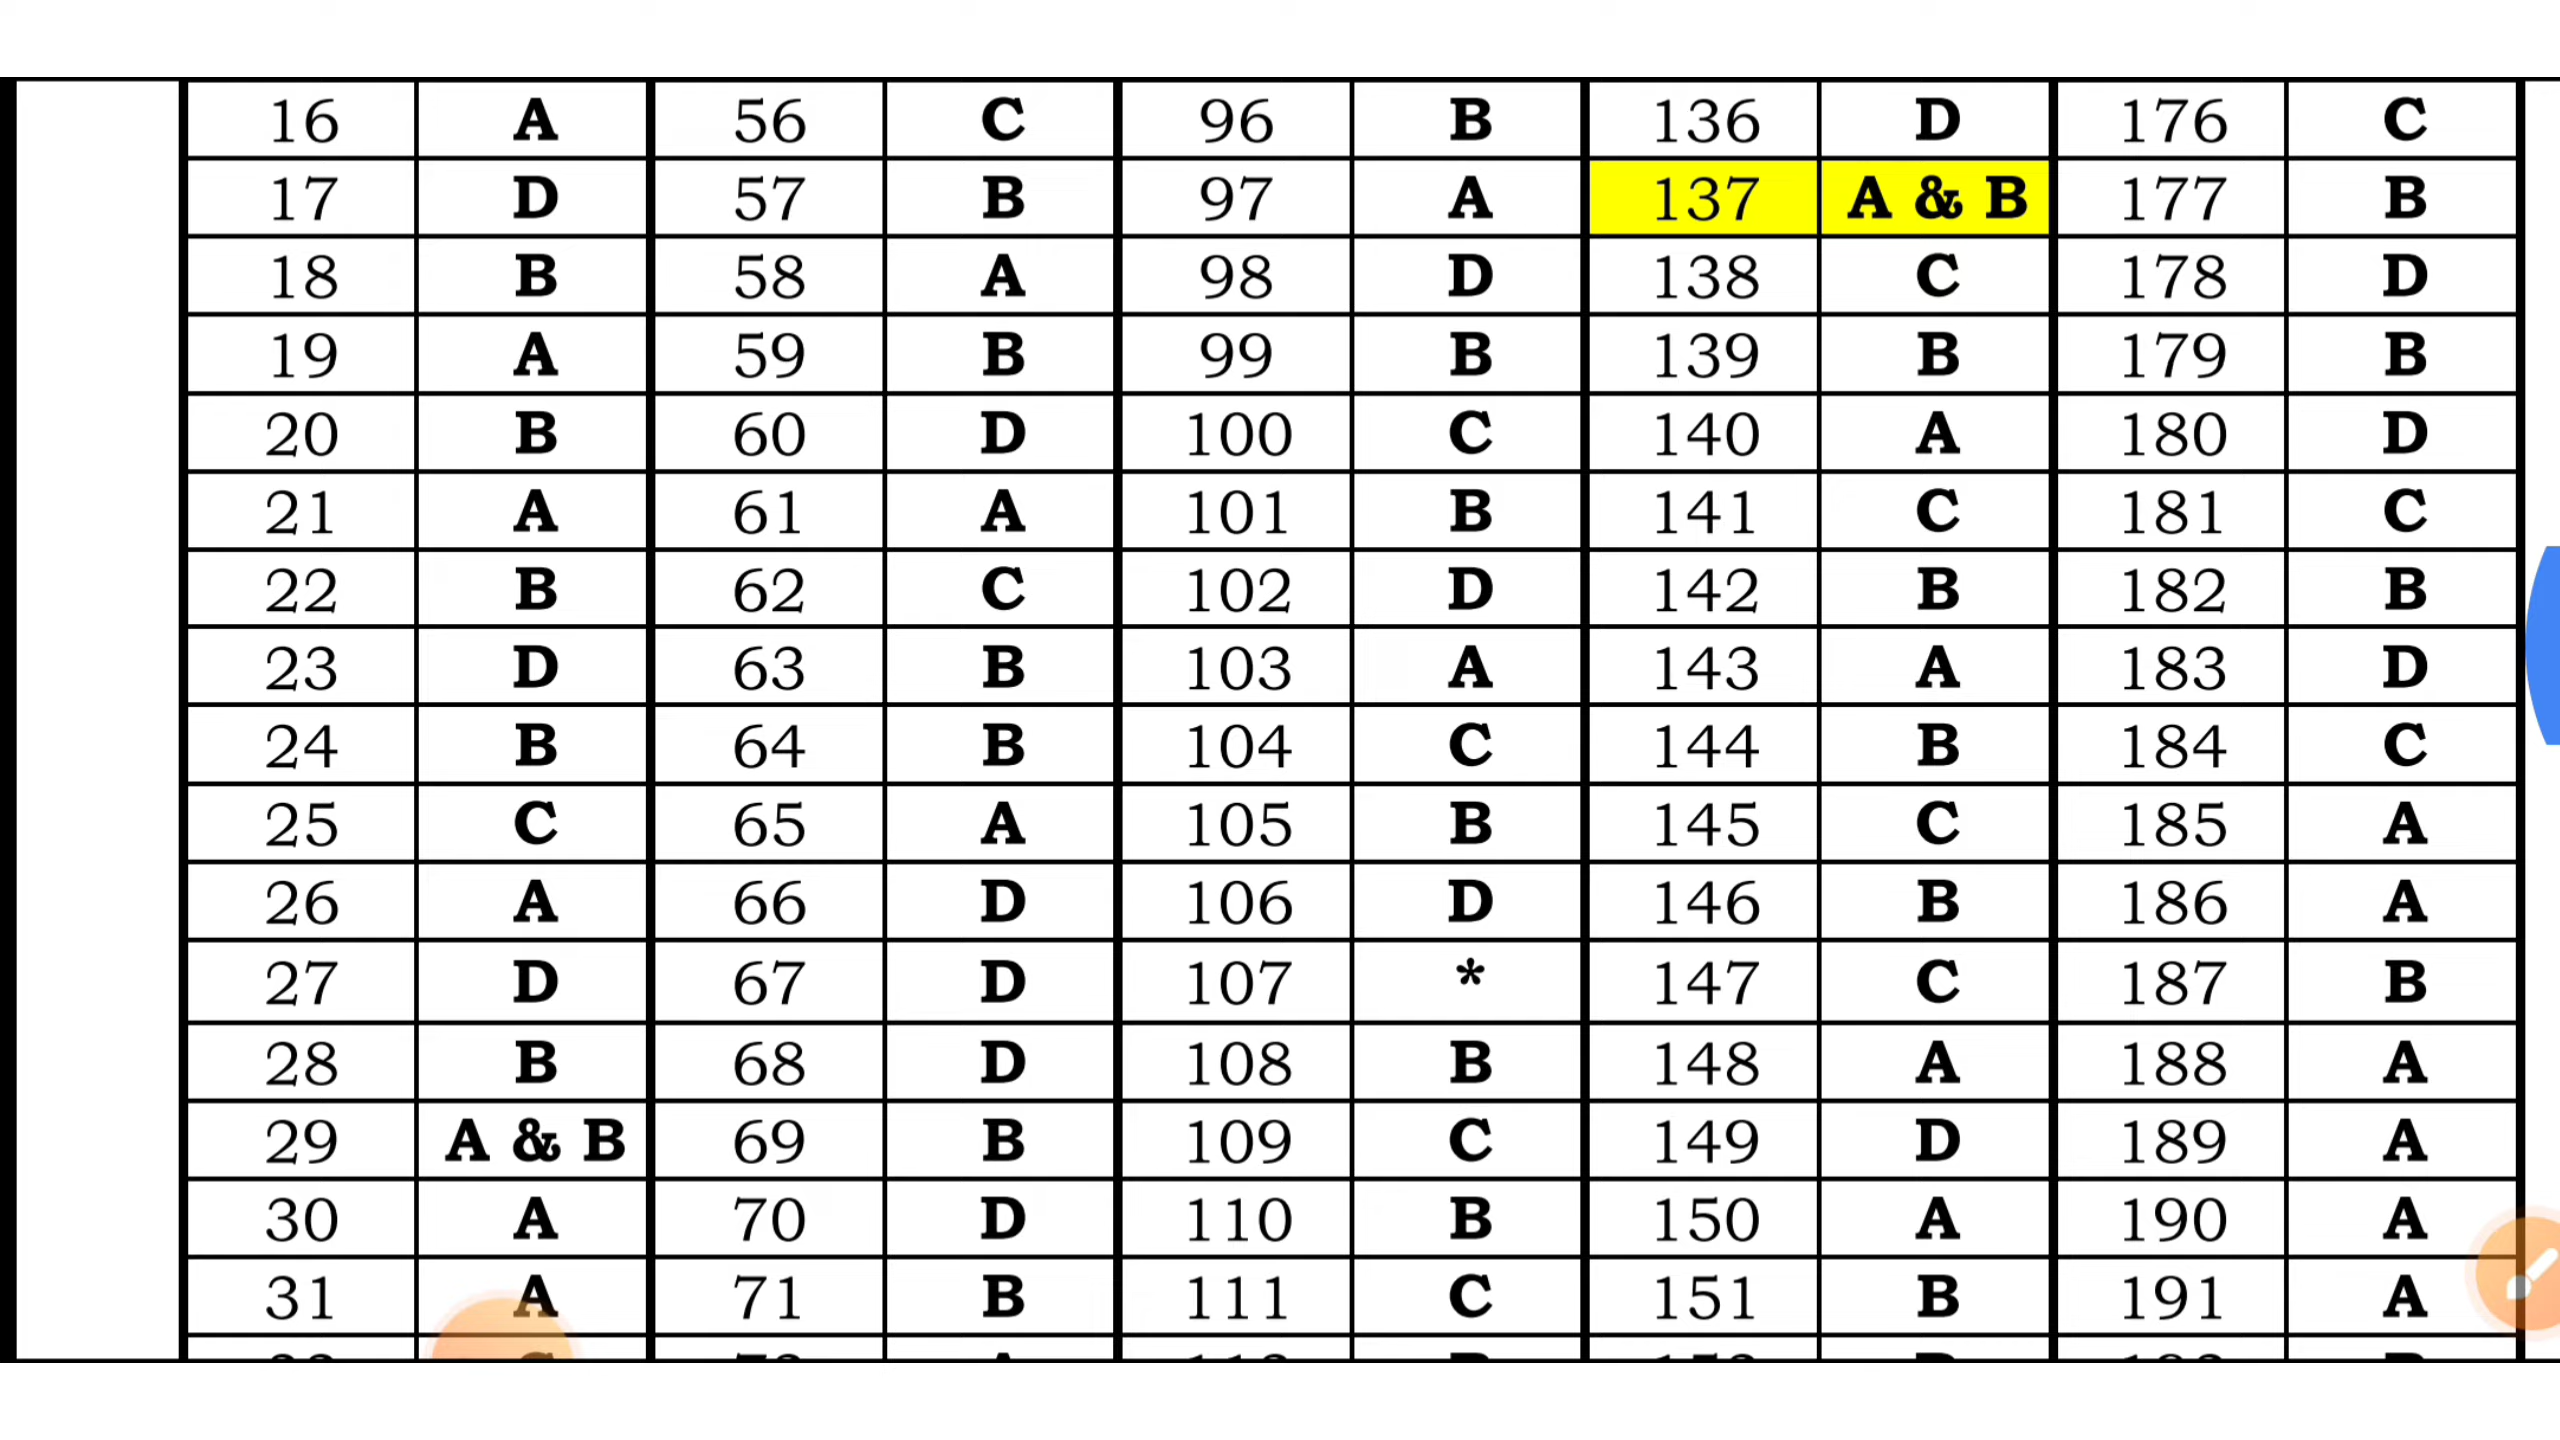 16 A 56 C 96 B 136 D 176 C
17 D 57 B 97 A 137 A & B 177 B
18 B 58 A 98 D 138 C 178 D
19 A 59 B 99 B 139 B 179 B
20 B 60 D 100 C 140 A 180 D
21 A 61 A 101 B 141 C 181 C
22 B 62 C 102 D 142 B 182 B
23 D 63 B 103 A 143 A 183 D
24 B 64 B 104 C 144 B 184 C
25 C 65 A 105 B 145 C 185 A
26 A 66 D 106 D 146 B 186 A
27 D 67 D 107 * 147 C 187 B
28 B 68 D 108 B 148 A 188 A
29 A & B 69 B 109 C 149 D 189 A
30 A 70 D 110 B 150 A 190 A
31 A 71 B 111 C 151 B 191 A